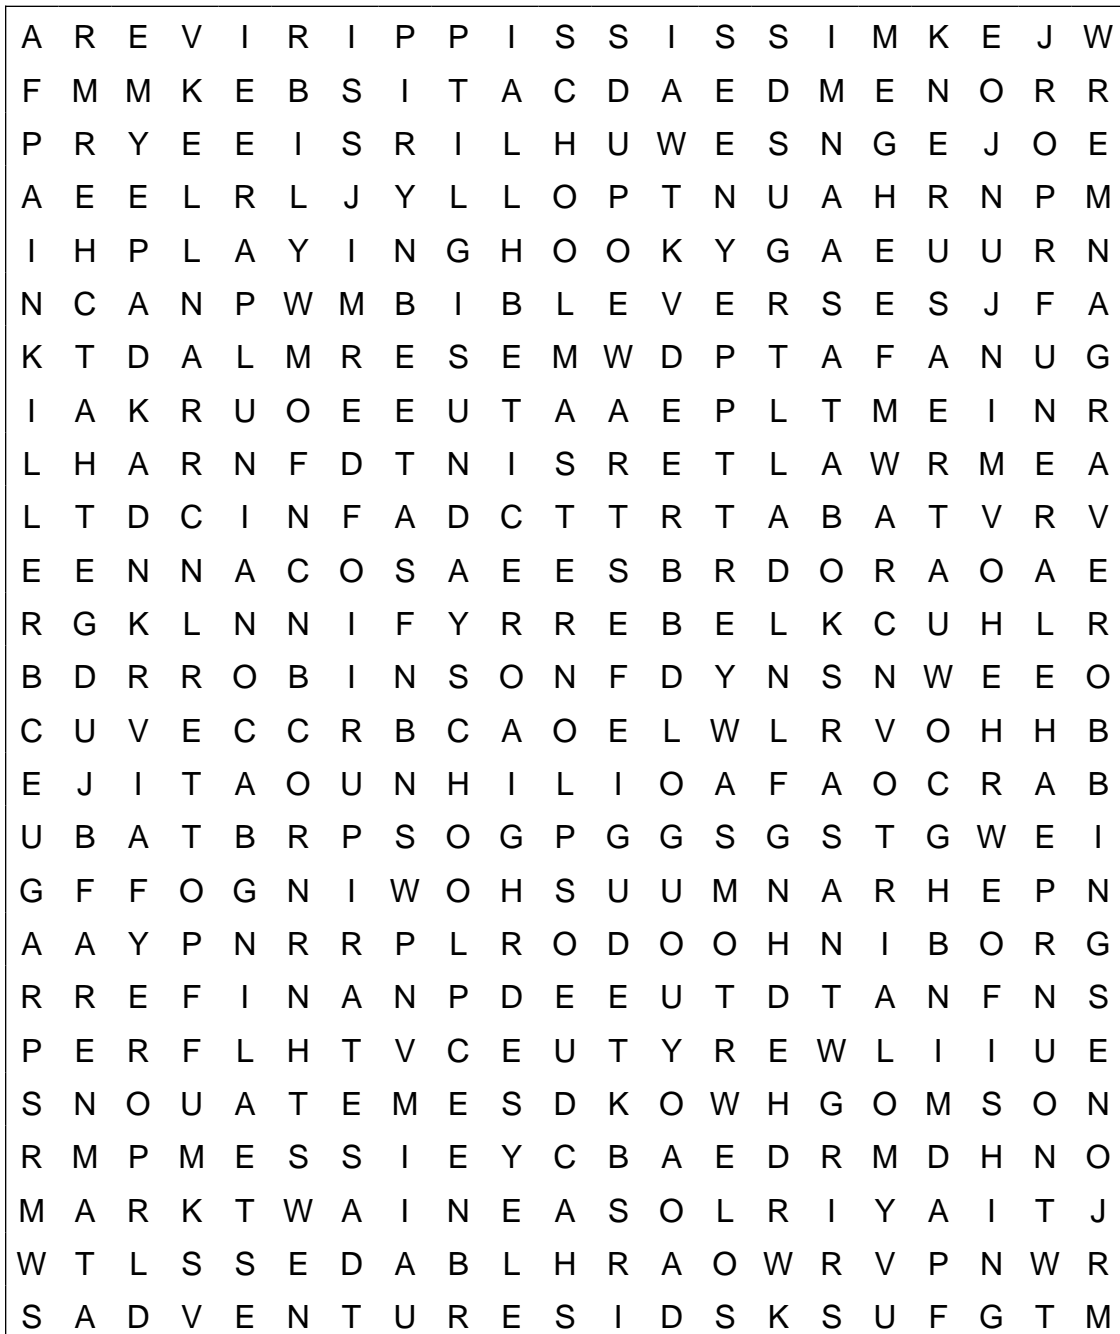 A R E V I R I P P I S S I S S I M K E J W
F M M K E B S I T A C D A E D M E N O R R
P R Y E E I S R I L H U W E S N G E J O E
A E E L R L J Y L L O P T N U A H R N P M
I H P L A Y I N G H O O K Y G A E U U R N
N C A N P W M B I B L E V E R S E S J F A
K T D A L M R E S E M W D P T A F A N U G
I A K R U O E E U T A A E P L T M E I N R
L H A R N F D T N I S R E T L A W R M E A
L T D C I N F A D C T T R T A B A T V R V
E E N N A C O S A E E S B R D O R A O A E
R G K L N N I F Y R R E B E L K C U H L R
B D R R O B I N S O N F D Y N S N W E E O
C U V E C C R B C A O E L W L R V O H H B
E J I T A O U N H I L I O A F A O C R A B
U B A T B R P S O G P G G S G S T G W E I
G F F O G N I W O H S U U M N A R H E P N
A A Y P N R R P L R O D O O H N I B O R G
R R E F I N A N P D E E U T D T A N F N S
P E R F L H T V C E U T Y R E W L I I U E
S N O U A T E M E S D K O W H G O M S O N
R M P M E S S I E Y C B A E D R M D H N O
M A R K T W A I N E A S O L R I Y A I T J
W T L S S E D A B L H R A O W R V P N W R
S A D V E N T U R E S I D S K S U F G T M